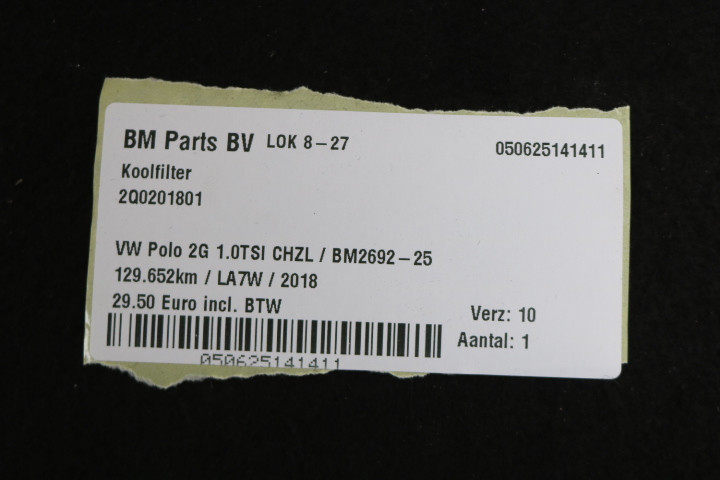 BM Parts BV LOK 8-27 050625141411
Koolfilter
2Q0201801
VW Polo 2G 1.0TSI CHZL / BM2692-25
129.652km / LA7W / 2018
29.50 Euro incl. BTW
Verz: 10
Aantal: 1
050625141411